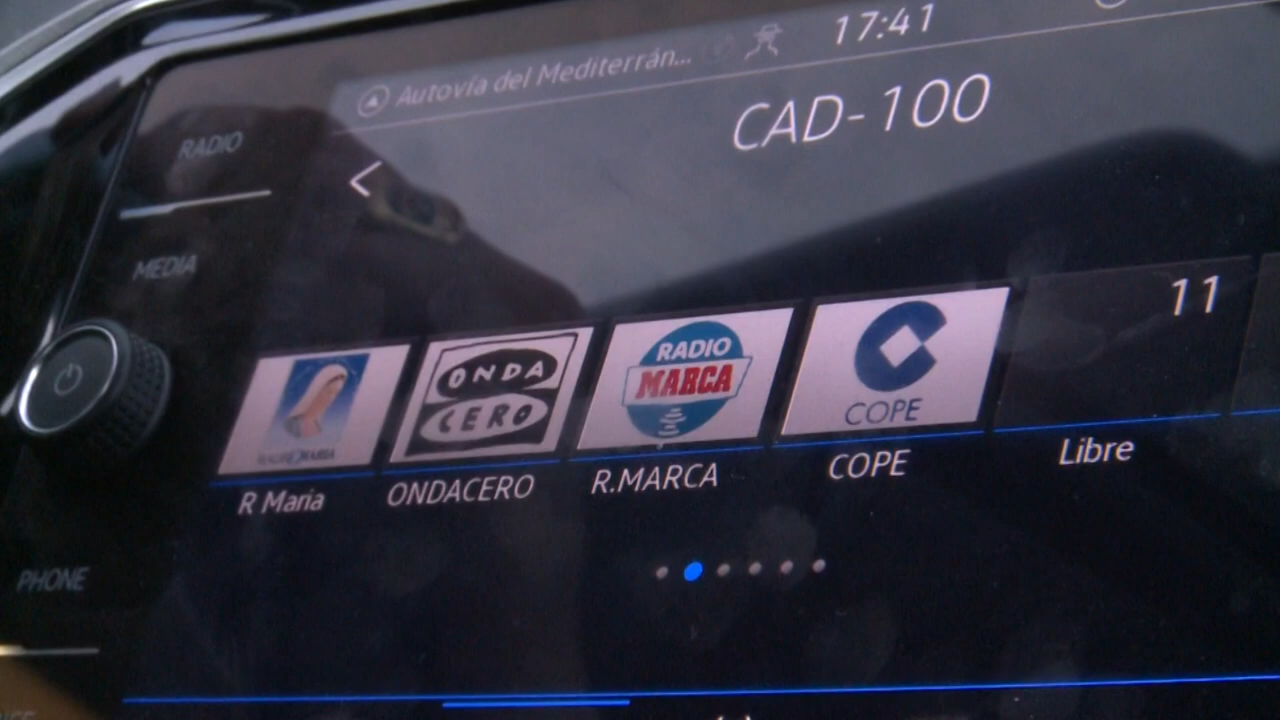 Autovía del Mediterrán...
17:41
RADIO
CAD-100
<
MEDIA
ONDA
CERO
RADIO
MARCA
COPE
11
R Maria
ONDACERO
R.MARCA
COPE
Libre
PHONE